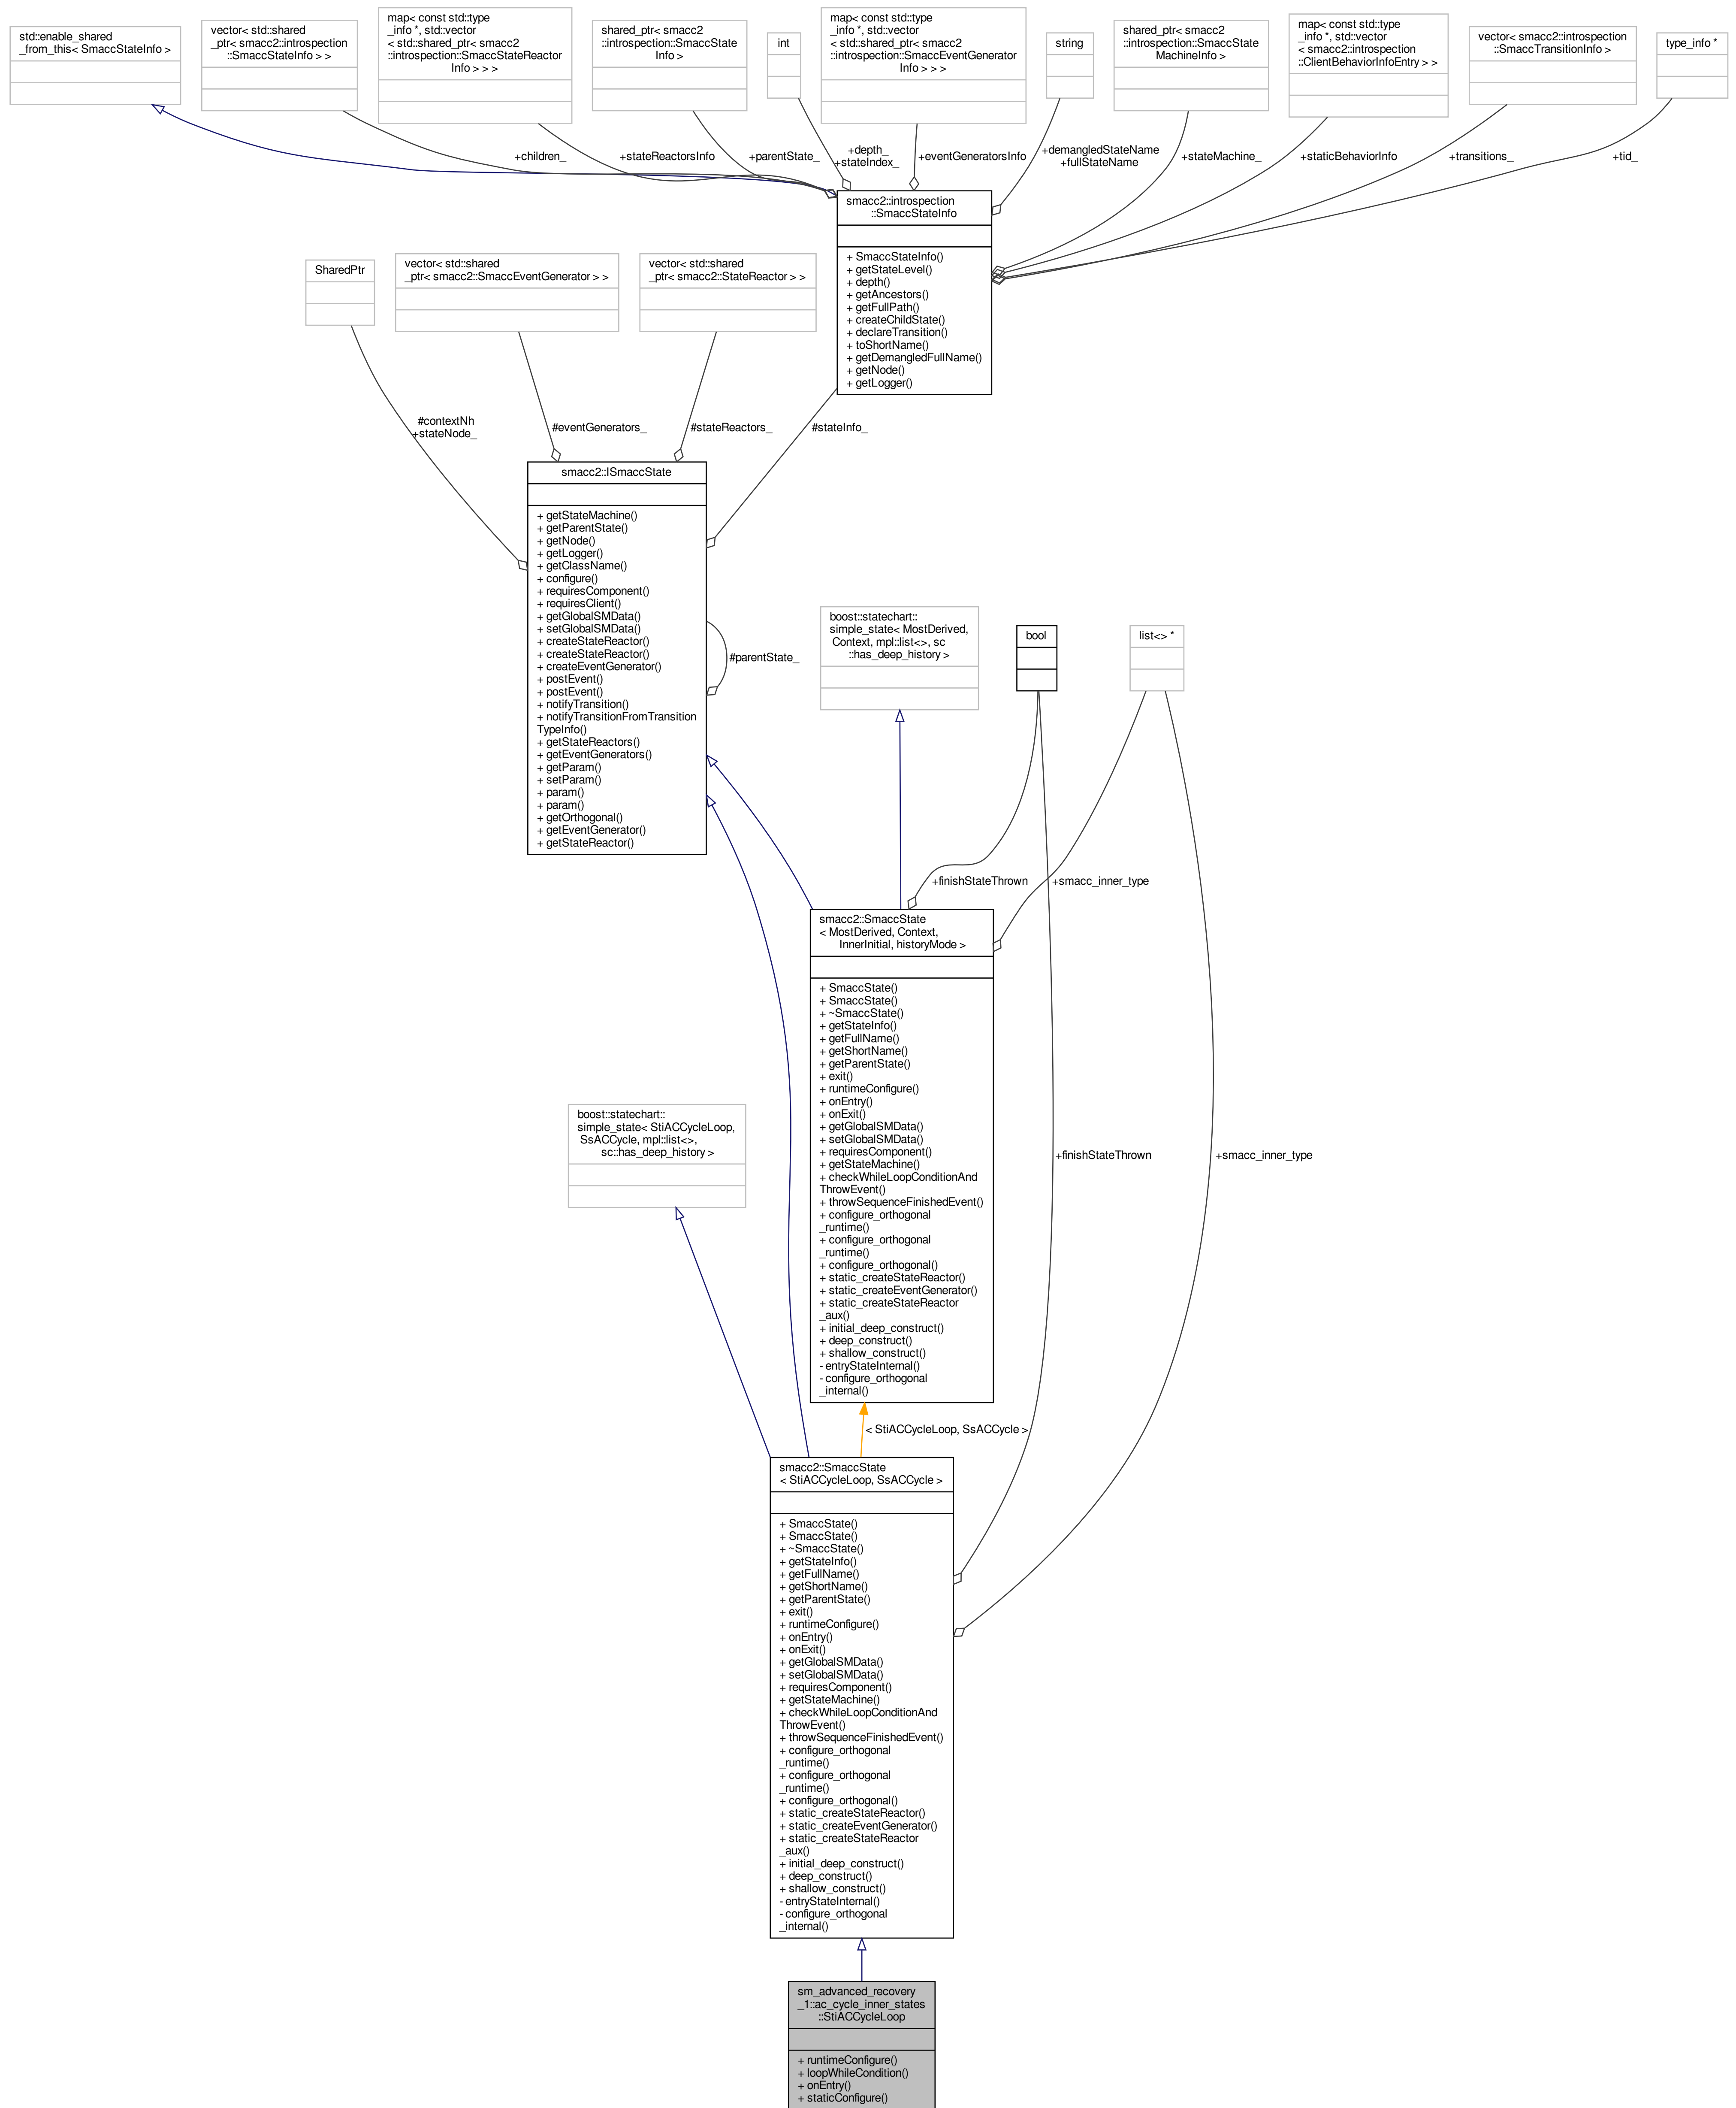 std::enable_shared
_from_this< SmaccStateInfo >
vector< std::shared
_ptr< smacc2::introspection
::SmaccStateInfo > >
map< const std::type
_info *, std::vector
< std::shared_ptr< smacc2
::introspection::SmaccStateReactor
Info > > >
shared_ptr< smacc2
::introspection::SmaccState
Info >
int
map< const std::type
_info *, std::vector
< std::shared_ptr< smacc2
::introspection::SmaccEventGenerator
Info > > >
string
shared_ptr< smacc2
::introspection::SmaccState
MachineInfo >
map< const std::type
_info *, std::vector
< smacc2::introspection
::ClientBehaviorInfoEntry > >
vector< smacc2::introspection
::SmaccTransitionInfo >
type_info *
+children_
+stateReactorsInfo
+parentState_
+depth_
+stateIndex_
+eventGeneratorsInfo
+demangledStateName
+fullStateName
+stateMachine_
+staticBehaviorInfo
+transitions_
+tid_
smacc2::introspection
::SmaccStateInfo
+ SmaccStateInfo()
+ getStateLevel()
+ depth()
+ getAncestors()
+ getFullPath()
+ createChildState()
+ declareTransition()
+ toShortName()
+ getDemangledFullName()
+ getNode()
+ getLogger()
SharedPtr
vector< std::shared
_ptr< smacc2::SmaccEventGenerator > >
vector< std::shared
_ptr< smacc2::StateReactor > >
#contextNh
+stateNode_
#eventGenerators_
#stateReactors_
#stateInfo_
smacc2::ISmaccState
+ getStateMachine()
+ getParentState()
+ getNode()
+ getLogger()
+ getClassName()
+ configure()
+ requiresComponent()
+ requiresClient()
+ getGlobalSMData()
+ setGlobalSMData()
+ createStateReactor()
+ createStateReactor()
+ createEventGenerator()
+ postEvent()
+ postEvent()
+ notifyTransition()
+ notifyTransitionFromTransition
TypeInfo()
+ getStateReactors()
+ getEventGenerators()
+ getParam()
+ setParam()
+ param()
+ param()
+ getOrthogonal()
+ getEventGenerator()
+ getStateReactor()
#parentState_
boost::statechart::
simple_state< MostDerived,
Context, mpl::list<>, sc
::has_deep_history >
bool
list<> *
+finishStateThrown
+smacc_inner_type
smacc2::SmaccState
< MostDerived, Context,
InnerInitial, historyMode >
+ SmaccState()
+ SmaccState()
+ ~SmaccState()
+ getStateInfo()
+ getFullName()
+ getShortName()
+ getParentState()
+ exit()
+ runtimeConfigure()
+ onEntry()
+ onExit()
+ getGlobalSMData()
+ setGlobalSMData()
+ requiresComponent()
+ getStateMachine()
+ checkWhileLoopConditionAnd
ThrowEvent()
+ throwSequenceFinishedEvent()
+ configure_orthogonal
_runtime()
+ configure_orthogonal
_runtime()
+ configure_orthogonal()
+ static_createStateReactor()
+ static_createEventGenerator()
+ static_createStateReactor
_aux()
+ initial_deep_construct()
+ deep_construct()
+ shallow_construct()
- entryStateInternal()
- configure_orthogonal
_internal()
boost::statechart::
simple_state< StiACCycleLoop,
SsACCycle, mpl::list<>,
sc::has_deep_history >
+finishStateThrown
+smacc_inner_type
< StiACCycleLoop, SsACCycle >
smacc2::SmaccState
< StiACCycleLoop, SsACCycle >
+ SmaccState()
+ SmaccState()
+ ~SmaccState()
+ getStateInfo()
+ getFullName()
+ getShortName()
+ getParentState()
+ exit()
+ runtimeConfigure()
+ onEntry()
+ onExit()
+ getGlobalSMData()
+ setGlobalSMData()
+ requiresComponent()
+ getStateMachine()
+ checkWhileLoopConditionAnd
ThrowEvent()
+ throwSequenceFinishedEvent()
+ configure_orthogonal
_runtime()
+ configure_orthogonal
_runtime()
+ configure_orthogonal()
+ static_createStateReactor()
+ static_createEventGenerator()
+ static_createStateReactor
_aux()
+ initial_deep_construct()
+ deep_construct()
+ shallow_construct()
- entryStateInternal()
- configure_orthogonal
_internal()
sm_advanced_recovery
_1::ac_cycle_inner_states
::StiACCycleLoop
+ runtimeConfigure()
+ loopWhileCondition()
+ onEntry()
+ staticConfigure()